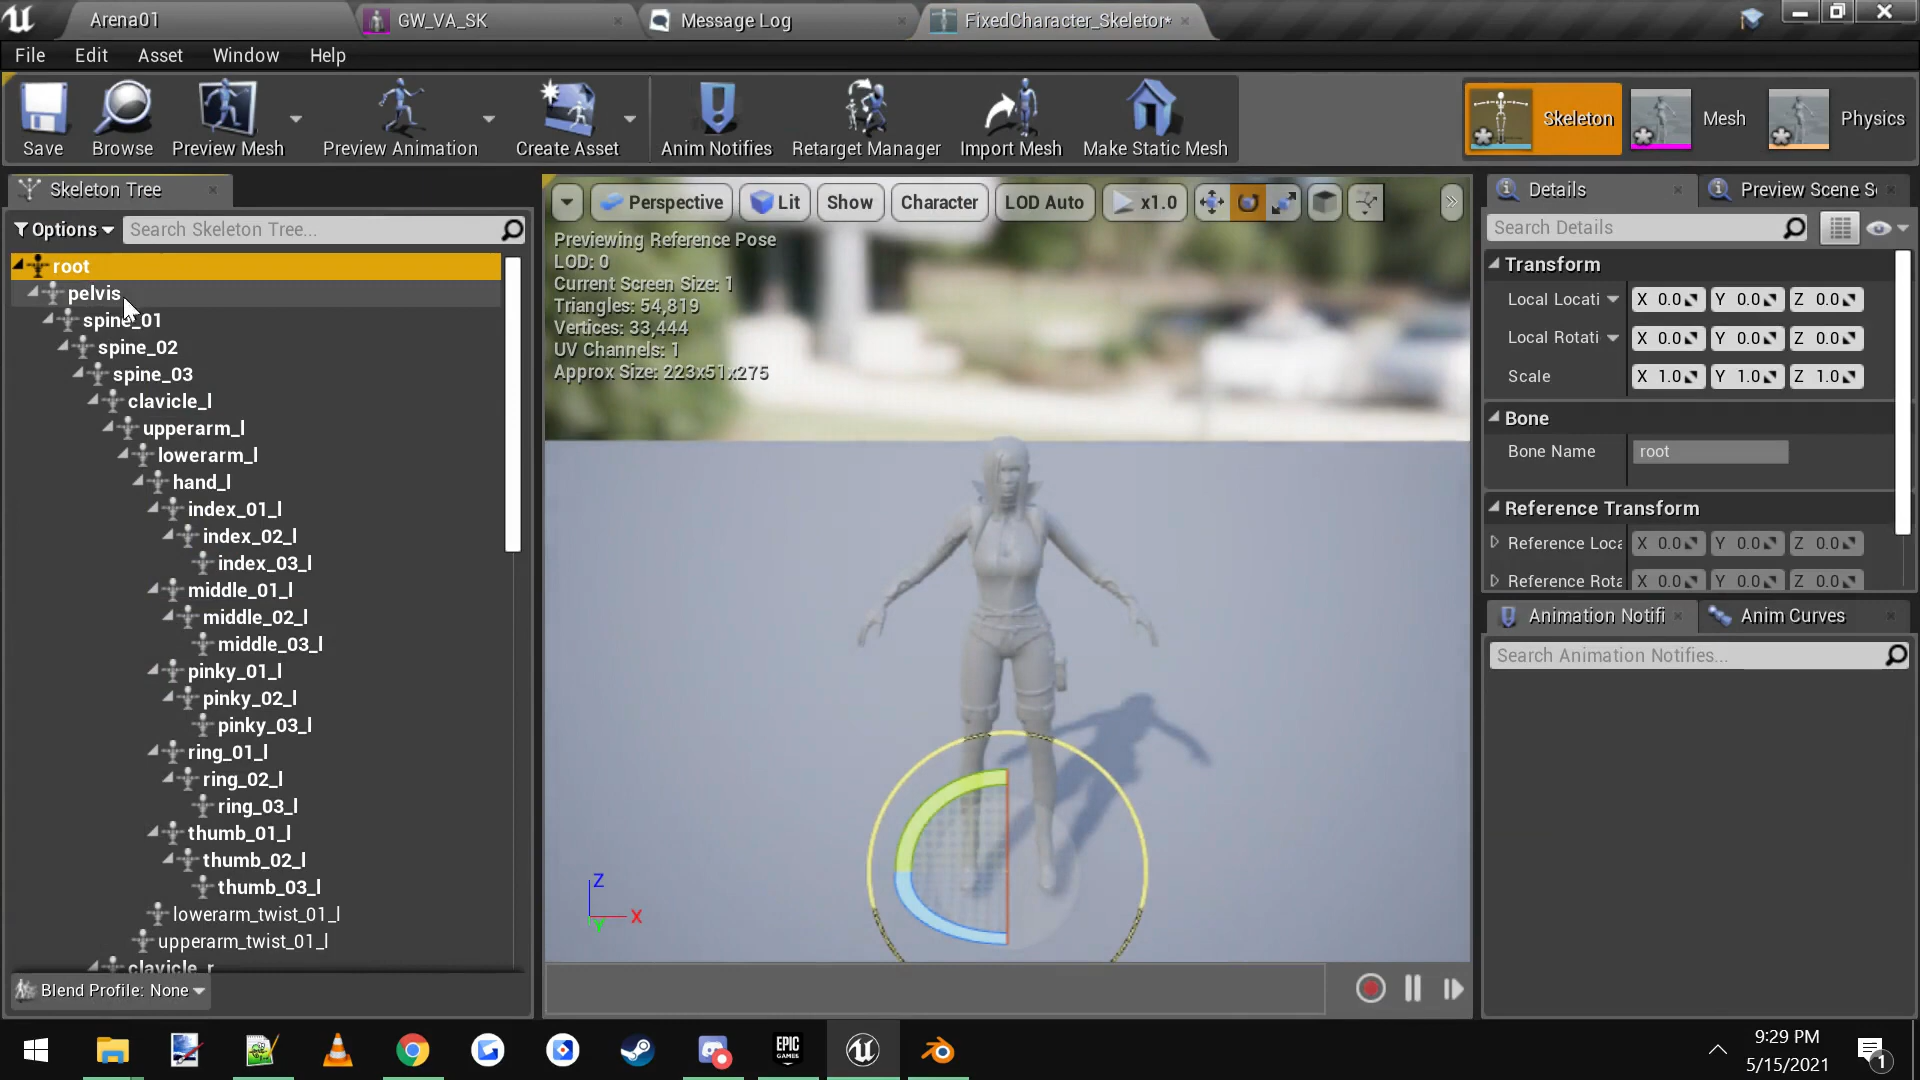 Arena01
GW_VA_SK
Message Log
FixedCharacter_Skeleton*
File
Edit
Asset
Window
Help
Save
Browse
Preview Mesh
Preview Animation
Create Asset
Anim Notifies
Retarget Manager
Import Mesh
Make Static Mesh
Skeleton
Mesh
Physics
Skeleton Tree
Options
Search Skeleton Tree...
root
pelvis
spine_01
spine_02
spine_03
clavicle_l
upperarm_l
lowerarm_l
hand_l
index_01_l
index_02_l
index_03_l
middle_01_l
middle_02_l
middle_03_l
pinky_01_l
pinky_02_l
pinky_03_l
ring_01_l
ring_02_l
ring_03_l
thumb_01_l
thumb_02_l
thumb_03_l
lowerarm_twist_01_l
upperarm_twist_01_l
clavicle_r
Blend Profile: None
Perspective
Lit
Show
Character
LOD Auto
x1.0
Previewing Reference Pose
LOD: 0
Current Screen Size: 1
Triangles: 54,819
Vertices: 33,444
UV Channels: 1
Approx Size: 223x51x275
Z
X
Y
Details
Preview Scene S
Search Details
Transform
Local Locati X 0.0 Y 0.0 Z 0.0
Local Rotati X 0.0 Y 0.0 Z 0.0
Scale X 1.0 Y 1.0 Z 1.0
Bone
Bone Name root
Reference Transform
Reference Loca X 0.0 Y 0.0 Z 0.0
Reference Rota X 0.0 Y 0.0 Z 0.0
Animation Notifi
Anim Curves
Search Animation Notifies...
EPIC
GAMES
9:29 PM
5/15/2021
1